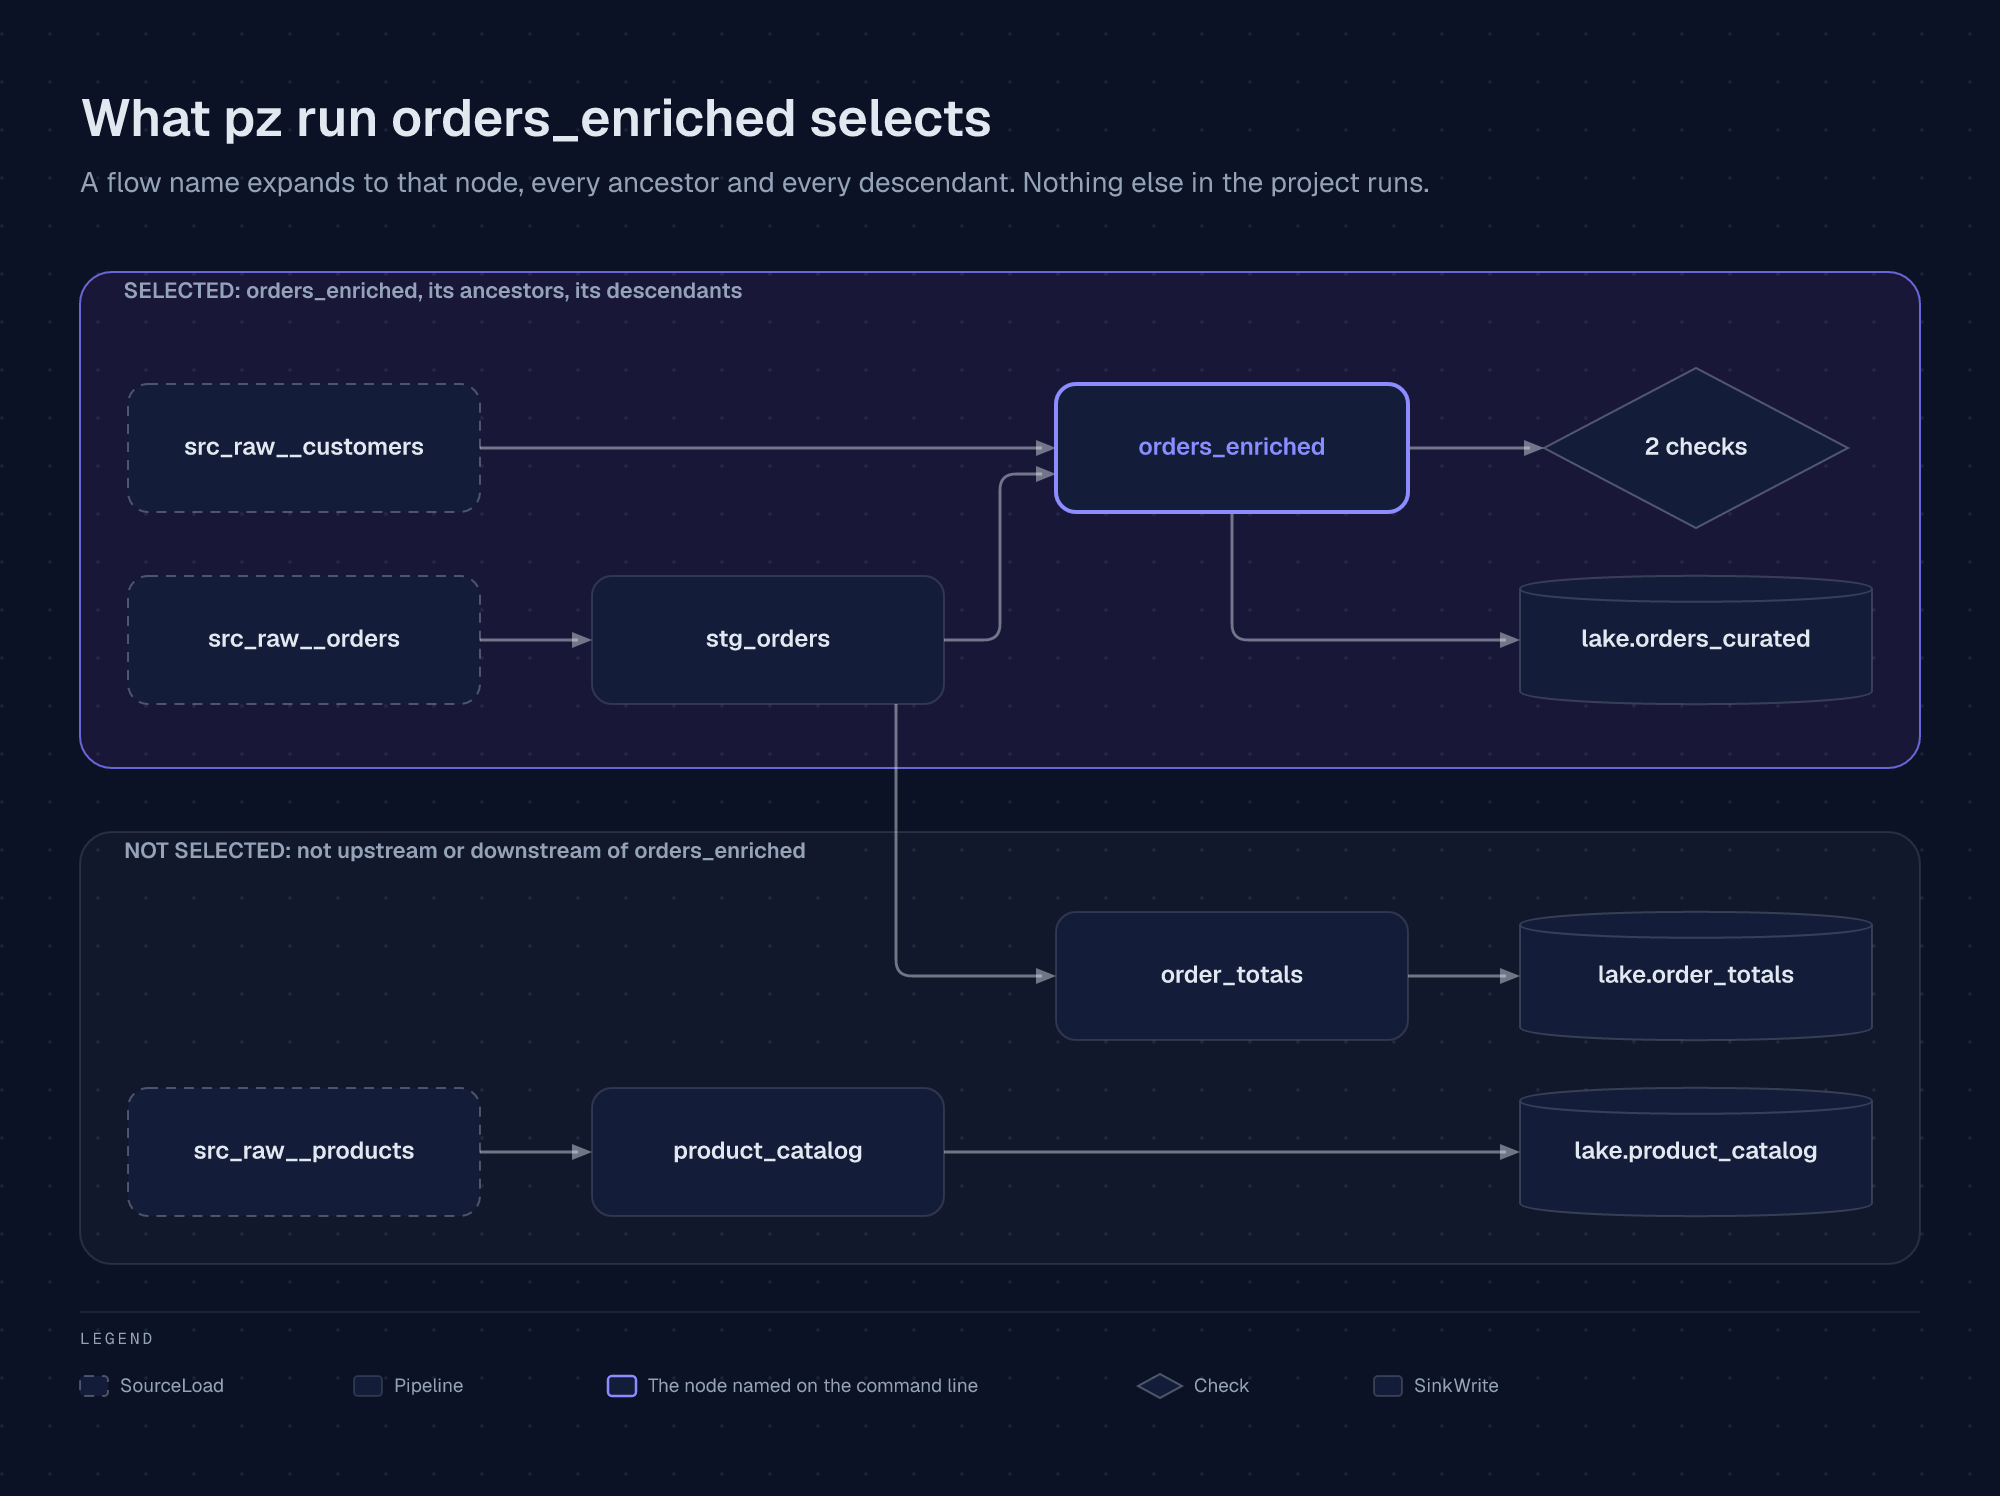 What pz run orders_enriched selects
A flow name expands to that node, every ancestor and every descendant. Nothing else in the project runs.
SELECTED: orders_enriched, its ancestors, its descendants
src_raw__customers
orders_enriched
2 checks
src_raw__orders
stg_orders
lake.orders_curated
NOT SELECTED: not upstream or downstream of orders_enriched
order_totals
lake.order_totals
src_raw__products
product_catalog
lake.product_catalog
LEGEND
SourceLoad
Pipeline
The node named on the command line
Check
SinkWrite